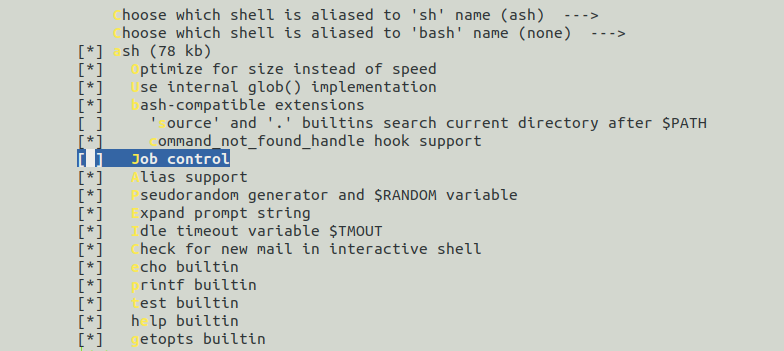 Choose which shell is aliased to 'sh' name (ash)  --->
Choose which shell is aliased to 'bash' name (none)  --->
[*] ash (78 kb)
[*]   Optimize for size instead of speed
[*]   Use internal glob() implementation
[*]   bash-compatible extensions
[ ]     'source' and '.' builtins search current directory after $PATH
[*]     command_not_found_handle hook support
[ ]   Job control
[*]   Alias support
[*]   Pseudorandom generator and $RANDOM variable
[*]   Expand prompt string
[*]   Idle timeout variable $TMOUT
[*]   Check for new mail in interactive shell
[*]   echo builtin
[*]   printf builtin
[*]   test builtin
[*]   help builtin
[*]   getopts builtin